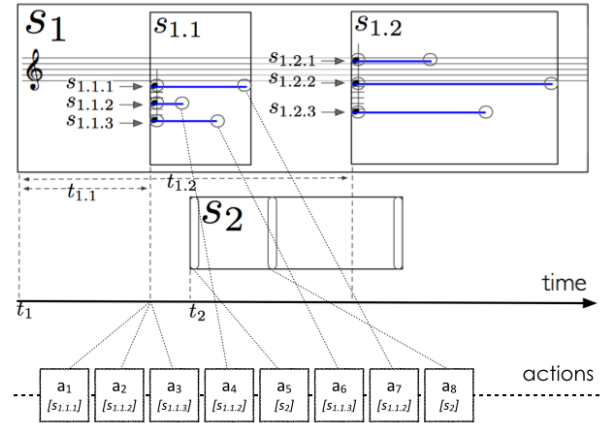 s1
s1.1
s1.2
s1.1.1
s1.1.2
s1.1.3
s1.2.1
s1.2.2
s1.2.3
t1.1
t1.2
s2
time
t1
t2
actions
a1 a2 a3 a4 a5 a6 a7 a8
[s1.1.1] [s1.1.2] [s1.1.3] [s1.1.2] [s2] [s1.1.3] [s1.1.2] [s2]